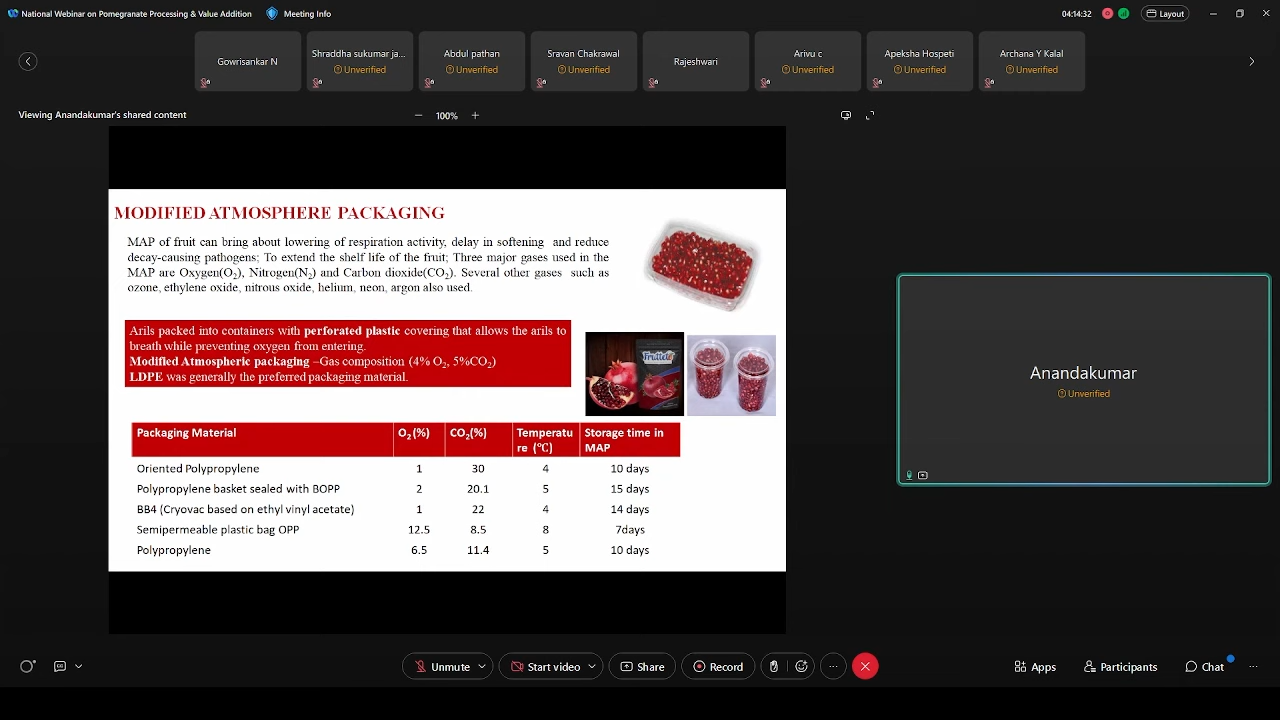 National Webinar on Pomegranate Processing & Value Addition
Meeting Info
04:14:32
Layout
Gowrisankar N
Shraddha sukumar ja...
Unverified
Abdul pathan
Unverified
Sravan Chakrawal
Unverified
Rajeshwari
Arivu c
Unverified
Apeksha Hospeti
Unverified
Archana Y Kalal
Unverified
Viewing Anandakumar's shared content
100%
MODIFIED ATMOSPHERE PACKAGING
MAP of fruit can bring about lowering of respiration activity, delay in softening and reduce
decay-causing pathogens; To extend the shelf life of the fruit; Three major gases used in the
MAP are Oxygen(O₂), Nitrogen(N₂) and Carbon dioxide(CO₂). Several other gases such as
ozone, ethylene oxide, nitrous oxide, helium, neon, argon also used.
Arils packed into containers with perforated plastic covering that allows the arils to
breath while preventing oxygen from entering.
Modified Atmospheric packaging –Gas composition (4% O₂, 5%CO₂)
LDPE was generally the preferred packaging material.
Packaging Material O₂(%) CO₂(%) Temperatu Storage time in
re (°C) MAP
Oriented Polypropylene 1 30 4 10 days
Polypropylene basket sealed with BOPP 2 20.1 5 15 days
BB4 (Cryovac based on ethyl vinyl acetate) 1 22 4 14 days
Semipermeable plastic bag OPP 12.5 8.5 8 7days
Polypropylene 6.5 11.4 5 10 days
Anandakumar
Unverified
Unmute
Start video
Share
Record
Apps
Participants
Chat